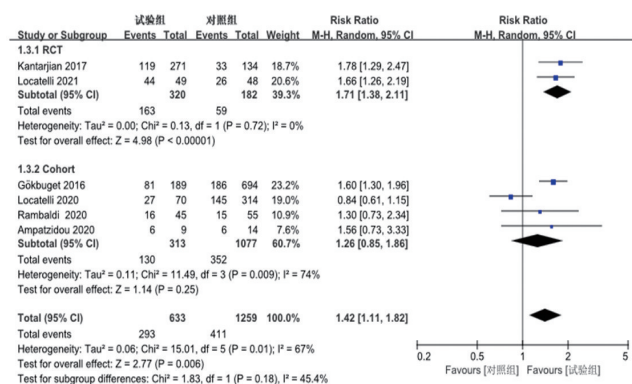 试验组 对照组 Risk Ratio Risk Ratio
Study or Subgroup Events Total Events Total Weight M-H, Random, 95% CI M-H, Random, 95% CI
1.3.1 RCT
Kantarjian 2017 119 271 33 134 18.7% 1.78 [1.29, 2.47]
Locatelli 2021 44 49 26 48 20.6% 1.66 [1.26, 2.19]
Subtotal (95% CI) 320 182 39.3% 1.71 [1.38, 2.11]
Total events 163 59
Heterogeneity: Tau² = 0.00; Chi² = 0.13, df = 1 (P = 0.72); I² = 0%
Test for overall effect: Z = 4.98 (P < 0.00001)
1.3.2 Cohort
Gökbuget 2016 81 189 186 694 23.2% 1.60 [1.30, 1.96]
Locatelli 2020 27 70 145 314 19.0% 0.84 [0.61, 1.15]
Rambaldi 2020 16 45 15 55 10.9% 1.30 [0.73, 2.34]
Ampatzidou 2020 6 9 6 14 7.6% 1.56 [0.73, 3.33]
Subtotal (95% CI) 313 1077 60.7% 1.26 [0.85, 1.86]
Total events 130 352
Heterogeneity: Tau² = 0.11; Chi² = 11.49, df = 3 (P = 0.009); I² = 74%
Test for overall effect: Z = 1.14 (P = 0.25)
Total (95% CI) 633 1259 100.0% 1.42 [1.11, 1.82]
Total events 293 411
Heterogeneity: Tau² = 0.06; Chi² = 15.01, df = 5 (P = 0.01); I² = 67%
Test for overall effect: Z = 2.77 (P = 0.006)
Test for subgroup differences: Chi² = 1.83, df = 1 (P = 0.18), I² = 45.4%
0.2 0.5 1 2 5
Favours [对照组] Favours [试验组]